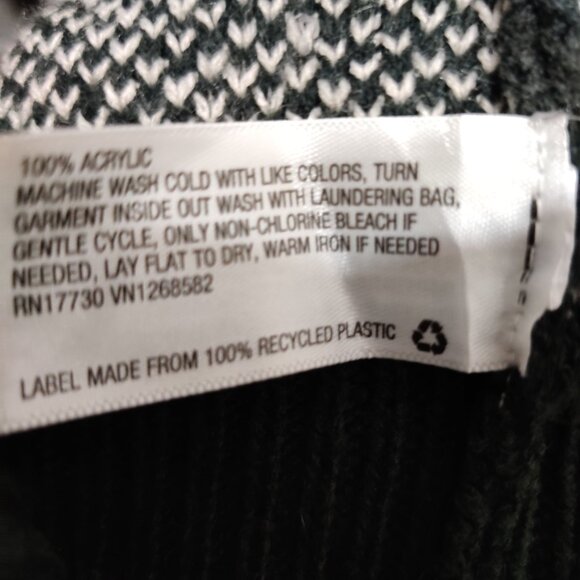 100% ACRYLIC
MACHINE WASH COLD WITH LIKE COLORS, TURN
GARMENT INSIDE OUT WASH WITH LAUNDERING BAG,
GENTLE CYCLE, ONLY NON-CHLORINE BLEACH IF
NEEDED, LAY FLAT TO DRY, WARM IRON IF NEEDED
RN17730 VN1268582
LABEL MADE FROM 100% RECYCLED PLASTIC